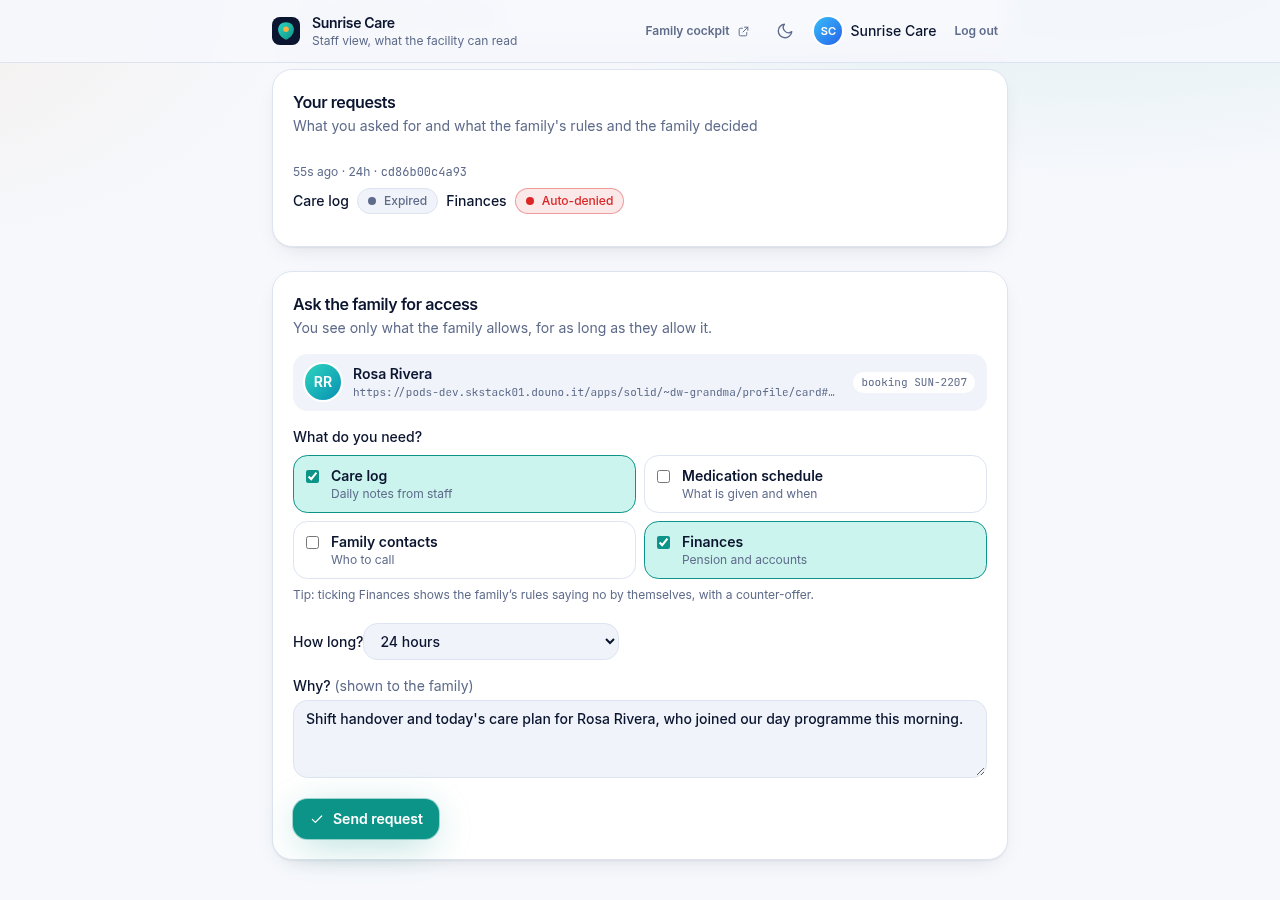 Sunrise Care
Staff view, what the facility can read
Family cockpit
SC
Sunrise Care
Log out
Your requests
What you asked for and what the family's rules and the family decided
55s ago · 24h · cd86b00c4a93
Care log Expired Finances Auto-denied
Ask the family for access
You see only what the family allows, for as long as they allow it.
RR
Rosa Rivera
https://pods-dev.skstack01.douno.it/apps/solid/~dw-grandma/profile/card#…
booking SUN-2207
What do you need?
Care log
Daily notes from staff
Medication schedule
What is given and when
Family contacts
Who to call
Finances
Pension and accounts
Tip: ticking Finances shows the family’s rules saying no by themselves, with a counter-offer.
How long? 24 hours
Why? (shown to the family)
Shift handover and today's care plan for Rosa Rivera, who joined our day programme this morning.
Send request